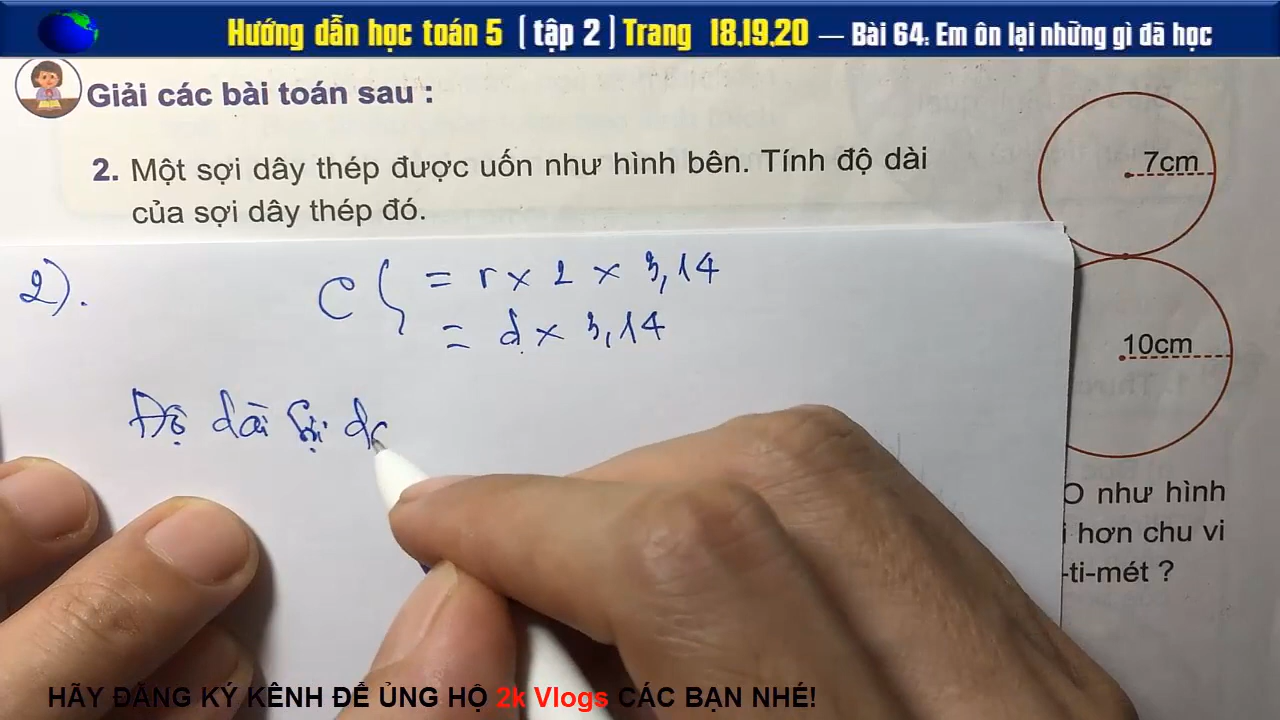 Hướng dẫn học toán 5 ( tập 2 ) Trang 18,19,20 — Bài 64: Em ôn lại những gì đã học
Giải các bài toán sau :
2. Một sợi dây thép được uốn như hình bên. Tính độ dài
của sợi dây thép đó.
7cm
2).
C { = r x 2 x 3,14
= d x 3,14
10cm
Độ dài sợi
O như hình
i hơn chu vi
-ti-mét ?
HÃY ĐĂNG KÝ KÊNH ĐỂ ỦNG HỘ 2k Vlogs CÁC BẠN NHÉ!